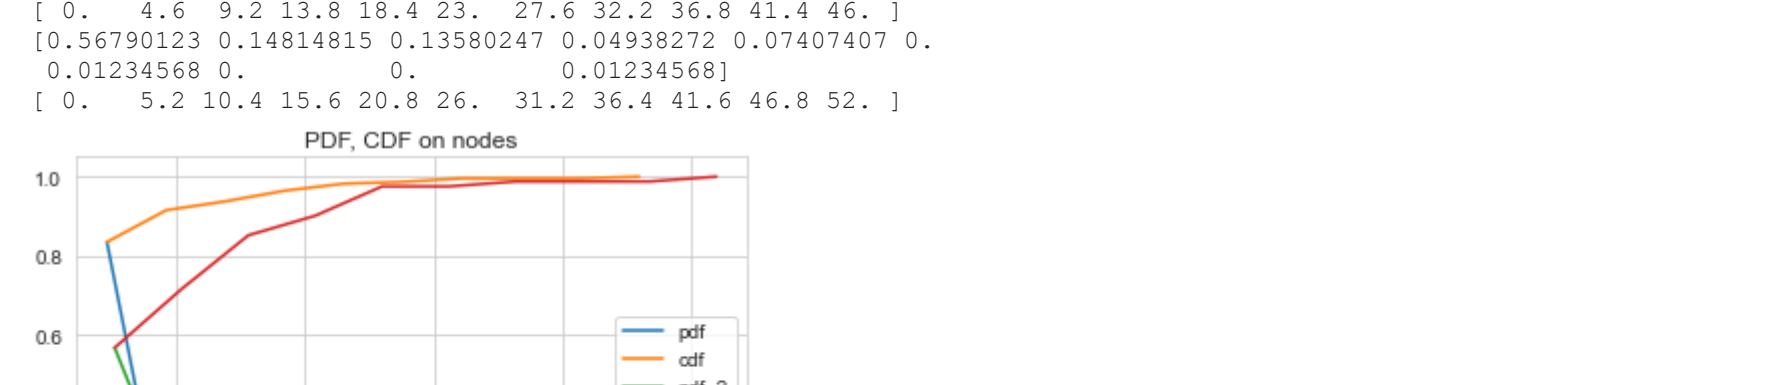 [ 0.    4.6  9.2 13.8 18.4 23.  27.6 32.2 36.8 41.4 46. ]
[0.56790123 0.14814815 0.13580247 0.04938272 0.07407407 0.
 0.01234568 0.         0.         0.01234568]
[ 0.    5.2 10.4 15.6 20.8 26.  31.2 36.4 41.6 46.8 52. ]
PDF, CDF on nodes
1.0
0.8
0.6
pdf
cdf